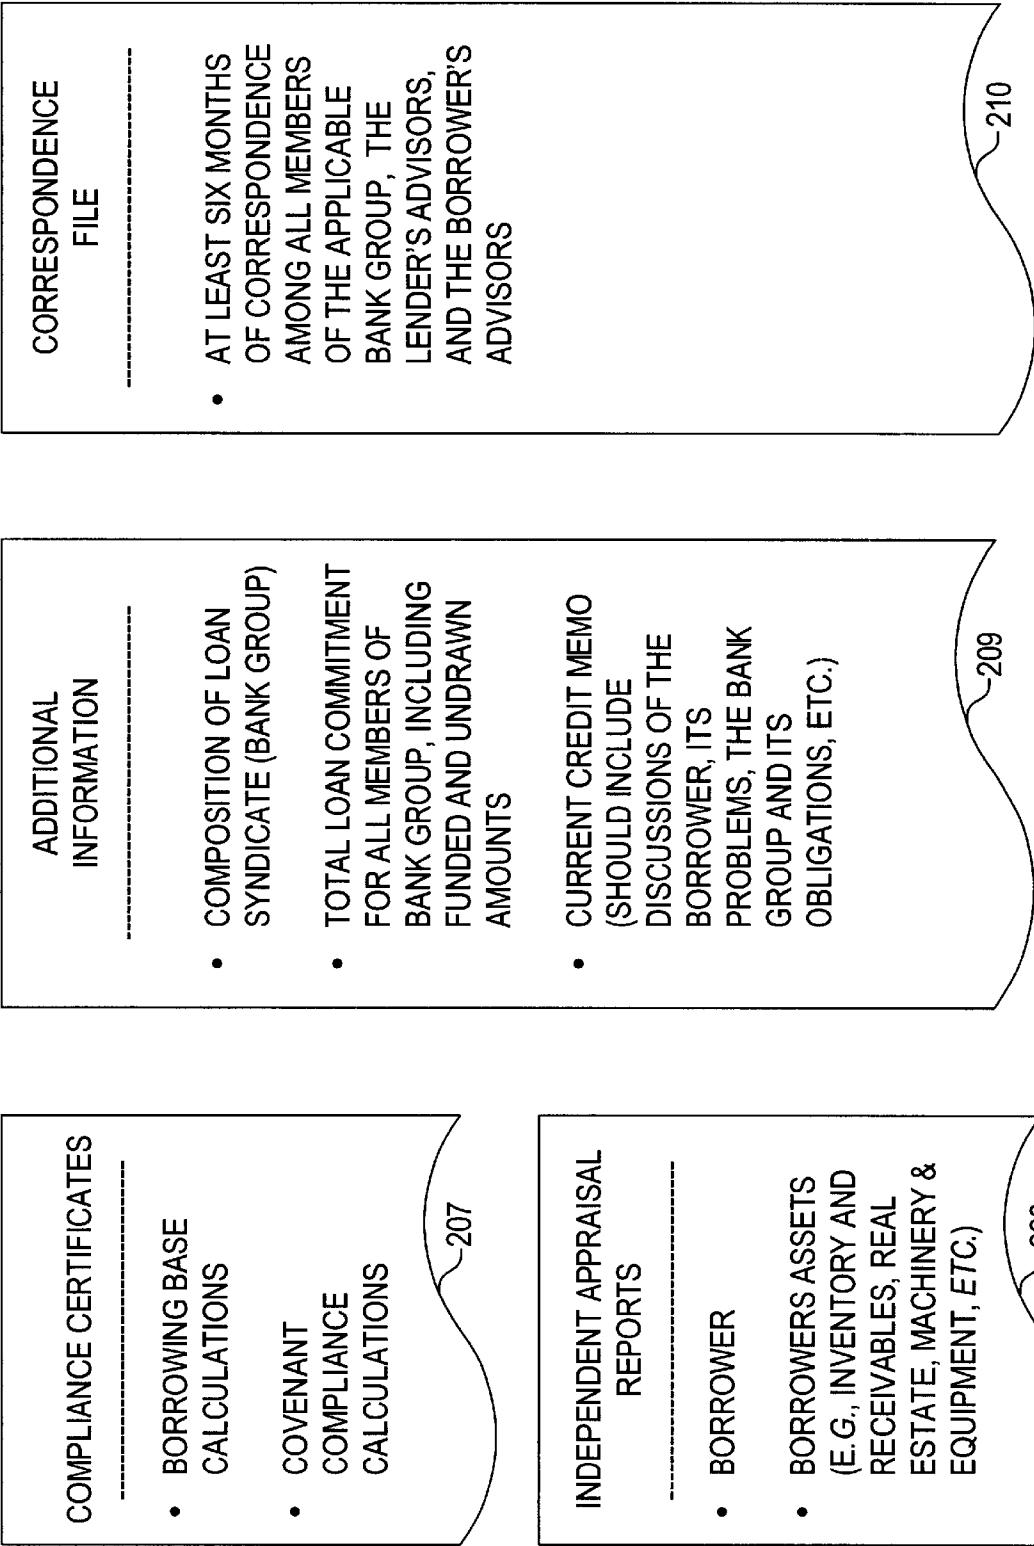 COMPLIANCE CERTIFICATES
• BORROWING BASE
CALCULATIONS
• COVENANT
COMPLIANCE
CALCULATIONS
207
INDEPENDENT APPRAISAL
REPORTS
• BORROWER
• BORROWERS ASSETS
(E.G., INVENTORY AND
RECEIVABLES, REAL
ESTATE, MACHINERY &
EQUIPMENT, ETC.)
ADDITIONAL
INFORMATION
• COMPOSITION OF LOAN
SYNDICATE (BANK GROUP)
• TOTAL LOAN COMMITMENT
FOR ALL MEMBERS OF
BANK GROUP, INCLUDING
FUNDED AND UNDRAWN
AMOUNTS
• CURRENT CREDIT MEMO
(SHOULD INCLUDE
DISCUSSIONS OF THE
BORROWER, ITS
PROBLEMS, THE BANK
GROUP AND ITS
OBLIGATIONS, ETC.)
209
CORRESPONDENCE
FILE
• AT LEAST SIX MONTHS
OF CORRESPONDENCE
AMONG ALL MEMBERS
OF THE APPLICABLE
BANK GROUP, THE
LENDER'S ADVISORS,
AND THE BORROWER'S
ADVISORS
210